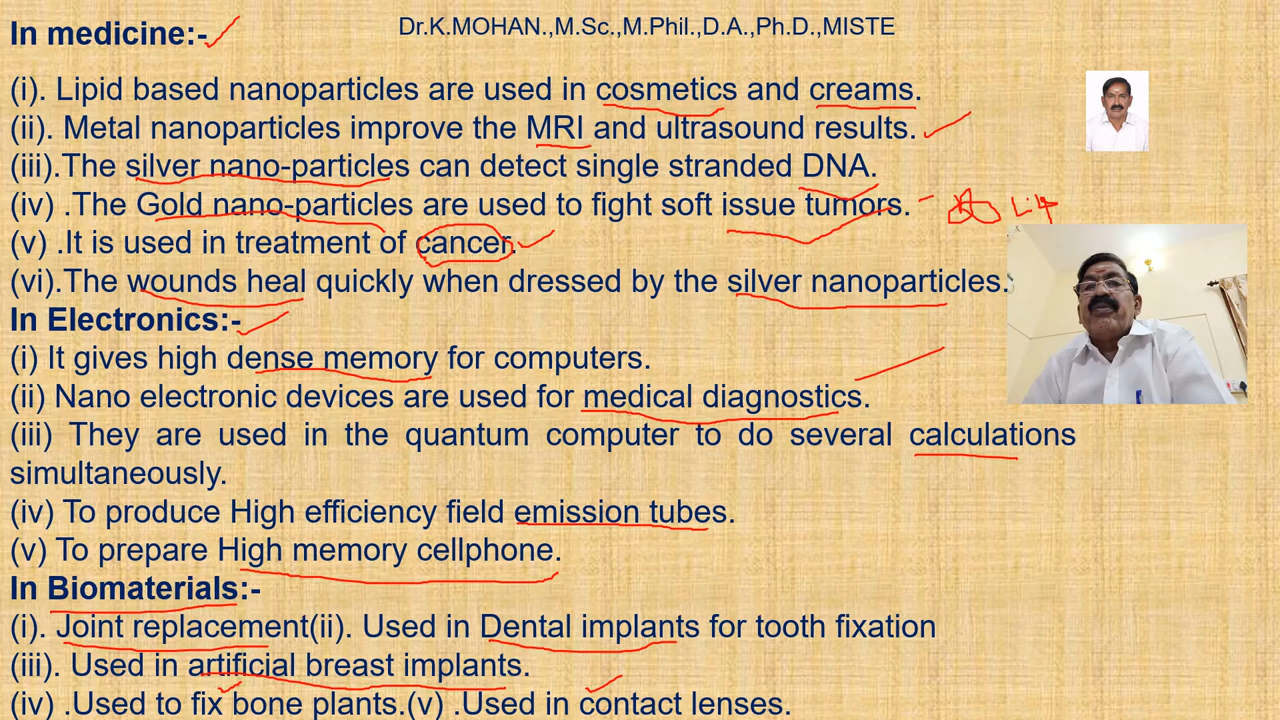 In medicine:-
Dr.K.MOHAN.,M.Sc.,M.Phil.,D.A.,Ph.D.,MISTE
(i). Lipid based nanoparticles are used in cosmetics and creams.
(ii). Metal nanoparticles improve the MRI and ultrasound results.
(iii).The silver nano-particles can detect single stranded DNA.
(iv) .The Gold nano-particles are used to fight soft issue tumors.
(v) .It is used in treatment of cancer.
(vi).The wounds heal quickly when dressed by the silver nanoparticles.
In Electronics:-
(i) It gives high dense memory for computers.
(ii) Nano electronic devices are used for medical diagnostics.
(iii) They are used in the quantum computer to do several calculations
simultaneously.
(iv) To produce High efficiency field emission tubes.
(v) To prepare High memory cellphone.
In Biomaterials:-
(i). Joint replacement(ii). Used in Dental implants for tooth fixation
(iii). Used in artificial breast implants.
(iv) .Used to fix bone plants.(v) .Used in contact lenses.